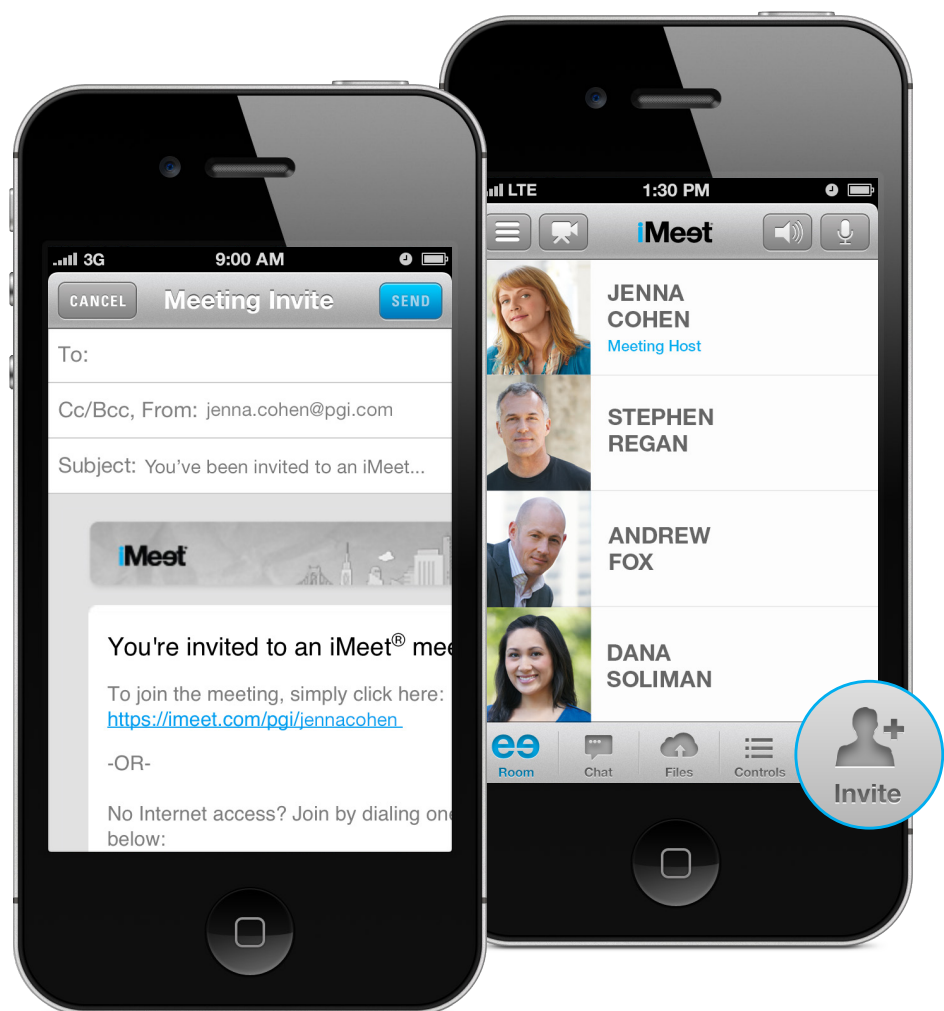 .ıll 3G 9:00 AM
CANCEL Meeting Invite SEND
To:
Cc/Bcc, From: jenna.cohen@pgi.com
Subject: You've been invited to an iMeet...
iMeet
You're invited to an iMeet® mee
To join the meeting, simply click here:
https://imeet.com/pgi/jennacohen
-OR-
No Internet access? Join by dialing one
below:
LTE 1:30 PM
iMeet
JENNA
COHEN
Meeting Host
STEPHEN
REGAN
ANDREW
FOX
DANA
SOLIMAN
Room Chat Files Controls
Invite